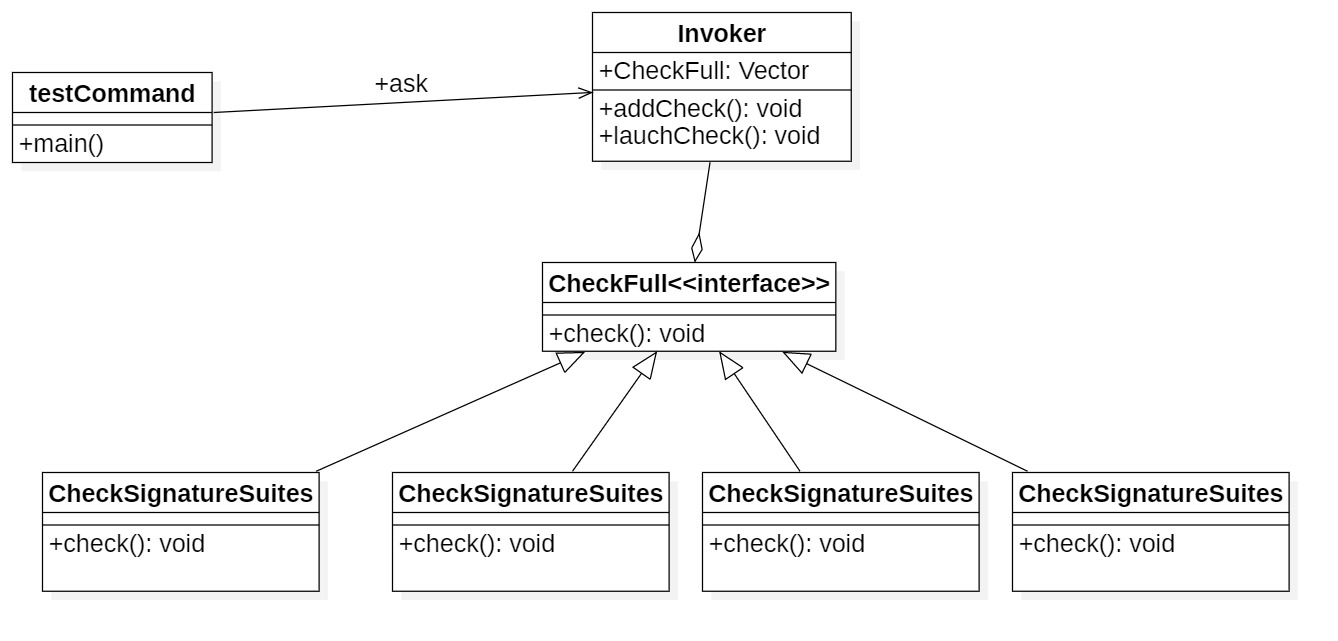 Invoker
+CheckFull: Vector
+addCheck(): void
+lauchCheck(): void
+ask
testCommand
+main()
CheckFull<<interface>>
+check(): void
CheckSignatureSuites
+check(): void
CheckSignatureSuites
+check(): void
CheckSignatureSuites
+check(): void
CheckSignatureSuites
+check(): void